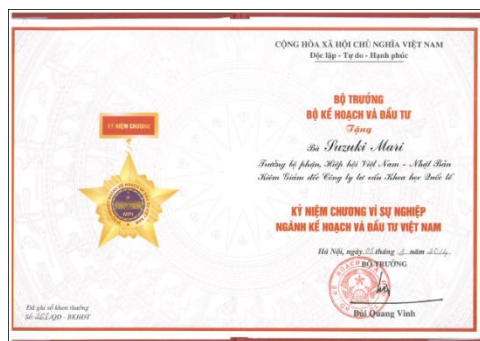 CỘNG HÒA XÃ HỘI CHỦ NGHĨA VIỆT NAM
Độc lập - Tự do - Hạnh phúc
BỘ TRƯỞNG
BỘ KẾ HOẠCH VÀ ĐẦU TƯ
Tặng
Bà Suzuki Mari
Trưởng bộ phận, Hiệp hội Việt Nam - Nhật Bản
Kiêm Giám đốc Công ty tư vấn Khoa học Quốc tế
KỶ NIỆM CHƯƠNG VÌ SỰ NGHIỆP
NGÀNH KẾ HOẠCH VÀ ĐẦU TƯ VIỆT NAM
Hà Nội, ngày tháng năm
BỘ TRƯỞNG
Bùi Quang Vinh
KỶ NIỆM CHƯƠNG
MPI
Đã ghi sổ khen thưởng
Số: /QĐ - BKHĐT